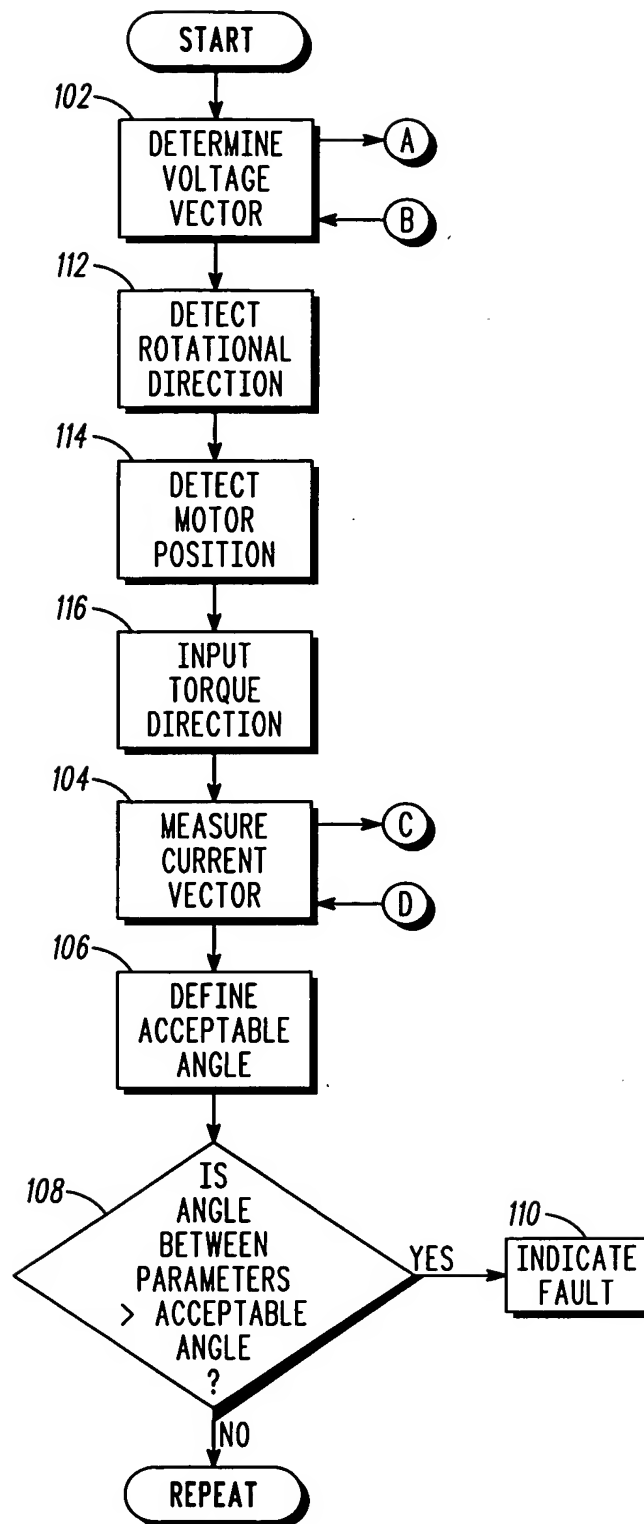 START
102
DETERMINE
VOLTAGE
VECTOR
A
B
112
DETECT
ROTATIONAL
DIRECTION
114
DETECT
MOTOR
POSITION
116
INPUT
TORQUE
DIRECTION
104
MEASURE
CURRENT
VECTOR
C
D
106
DEFINE
ACCEPTABLE
ANGLE
108
IS
ANGLE
BETWEEN
PARAMETERS
> ACCEPTABLE
ANGLE
?
YES
110
INDICATE
FAULT
NO
REPEAT